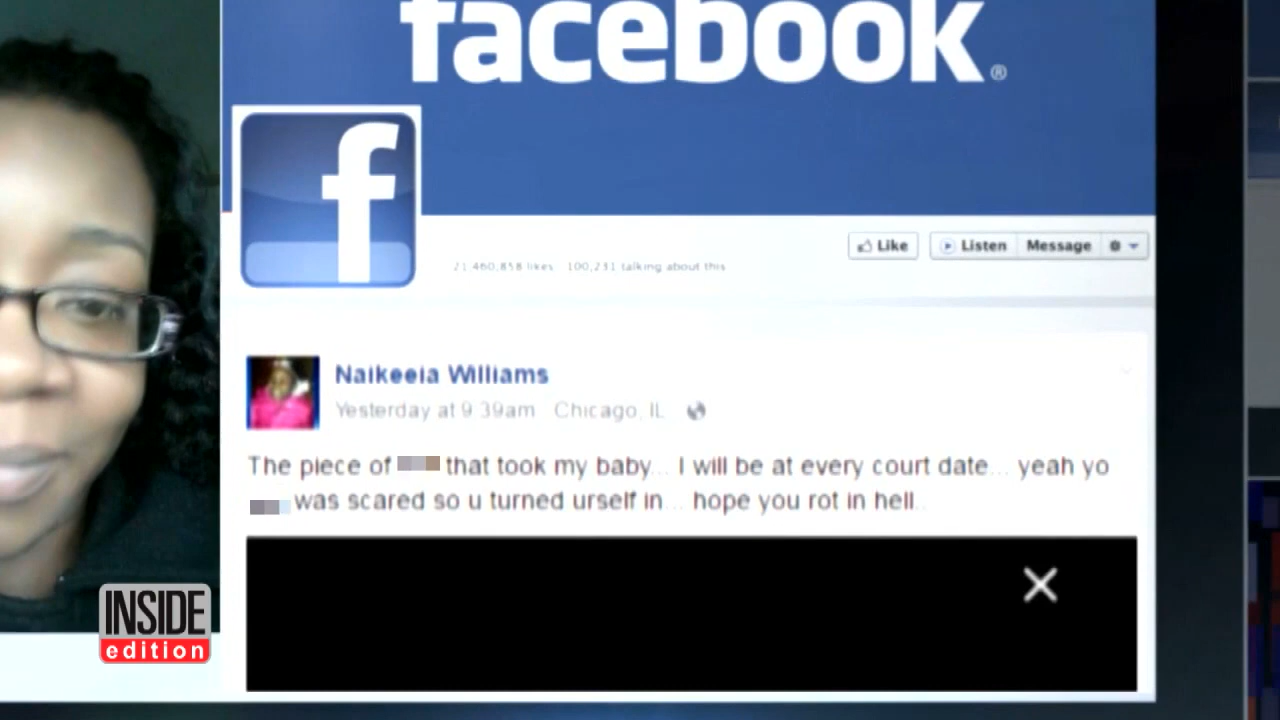 facebook®
f
Like
Listen Message
21,460,858 likes 100,231 talking about this
Naikeeia Williams
Yesterday at 9:39am Chicago, IL
The piece of that took my baby... I will be at every court date... yeah yo
was scared so u turned urself in... hope you rot in hell..
INSIDE
edition